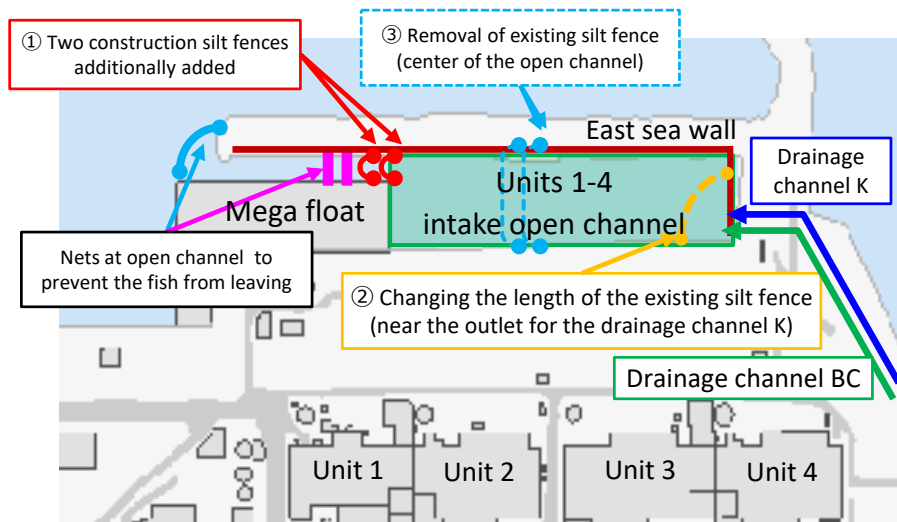 ① Two construction silt fences
additionally added
③ Removal of existing silt fence
(center of the open channel)
East sea wall
Drainage
channel K
Units 1-4
intake open channel
Mega float
Nets at open channel to
prevent the fish from leaving
② Changing the length of the existing silt fence
(near the outlet for the drainage channel K)
Drainage channel BC
Unit 1
Unit 2
Unit 3
Unit 4